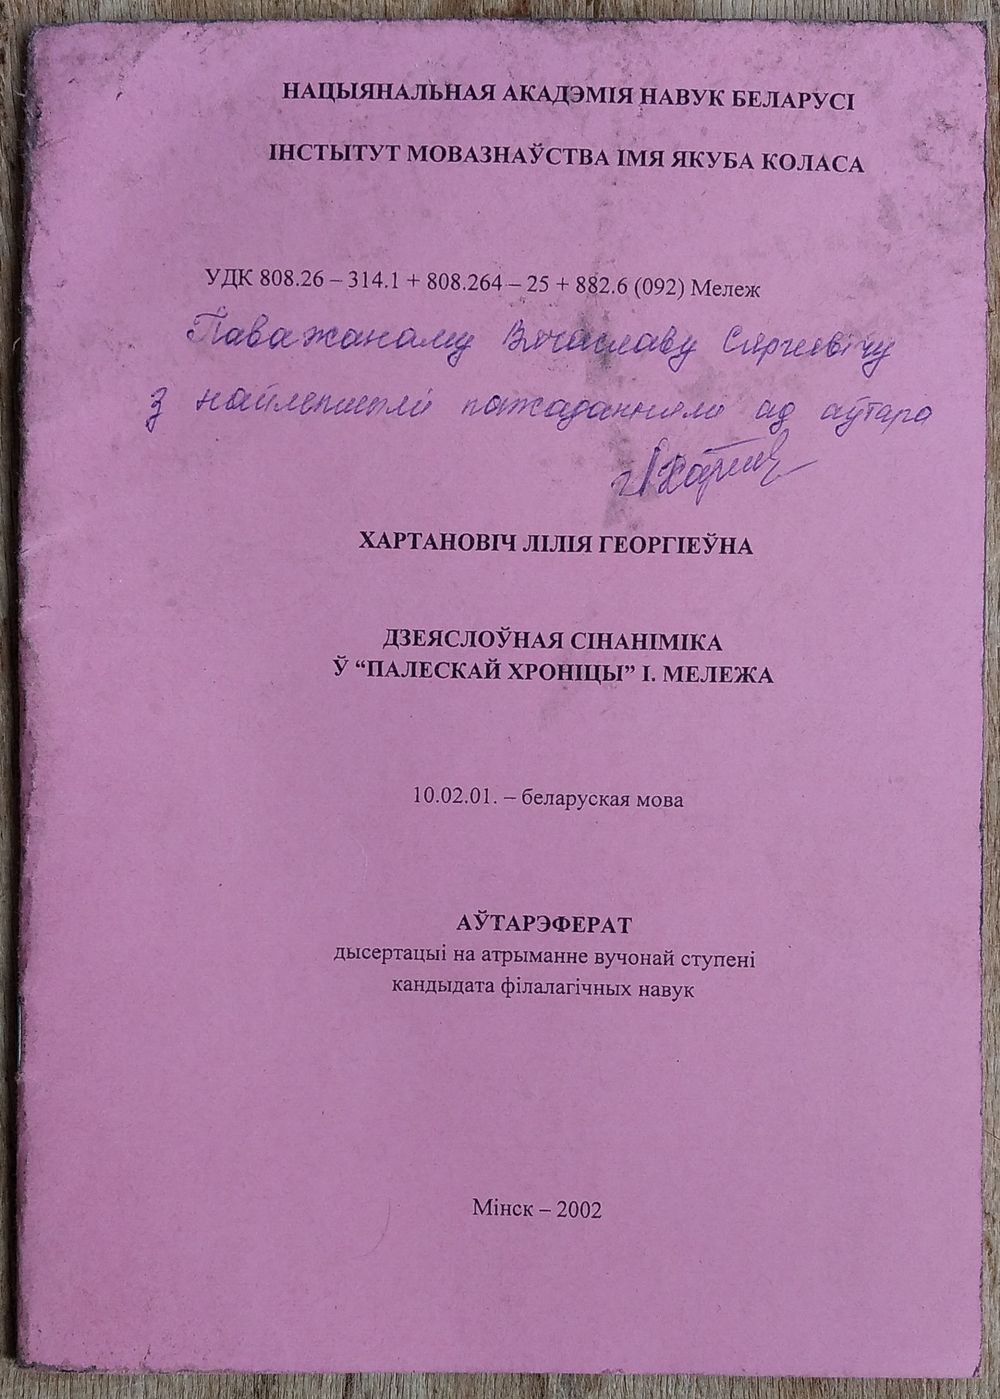 НАЦЫЯНАЛЬНАЯ АКАДЭМІЯ НАВУК БЕЛАРУСІ
ІНСТЫТУТ МОВАЗНАЎСТВА ІМЯ ЯКУБА КОЛАСА
УДК 808.26 – 314.1 + 808.264 – 25 + 882.6 (092) Мележ
Паважанаму Вячаславу Сяргеевічу
з найлепшымі пажаданнямі ад аўтара
ХАРТАНОВІЧ ЛІЛІЯ ГЕОРГІЕЎНА
ДЗЕЯСЛОЎНАЯ СІНАНІМІКА
Ў “ПАЛЕСКАЙ ХРОНІЦЫ” І. МЕЛЕЖА
10.02.01. – беларуская мова
АЎТАРЭФЕРАТ
дысертацыі на атрыманне вучонай ступені
кандыдата філалагічных навук
Мінск – 2002